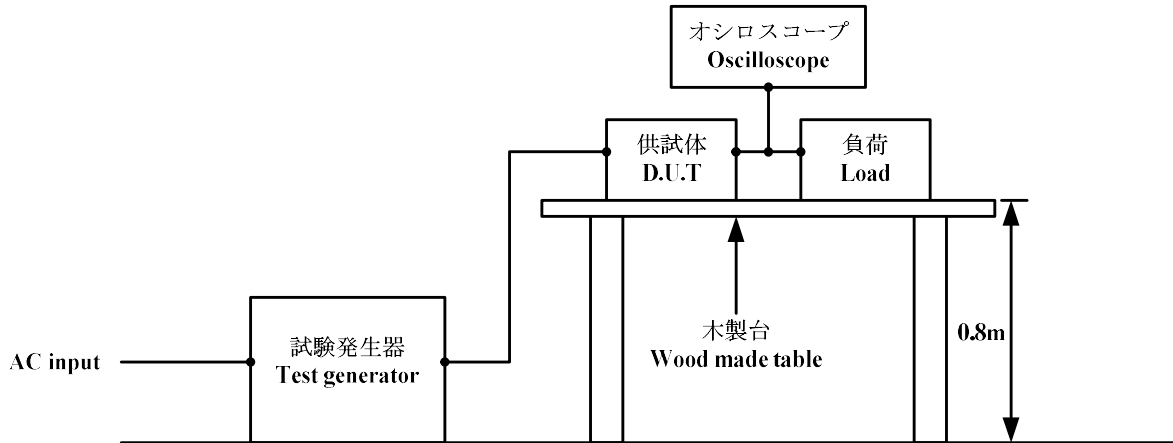 オシロスコープ
Oscilloscope
供試体
D.U.T
負荷
Load
木製台
Wood made table
0.8m
試験発生器
Test generator
AC input